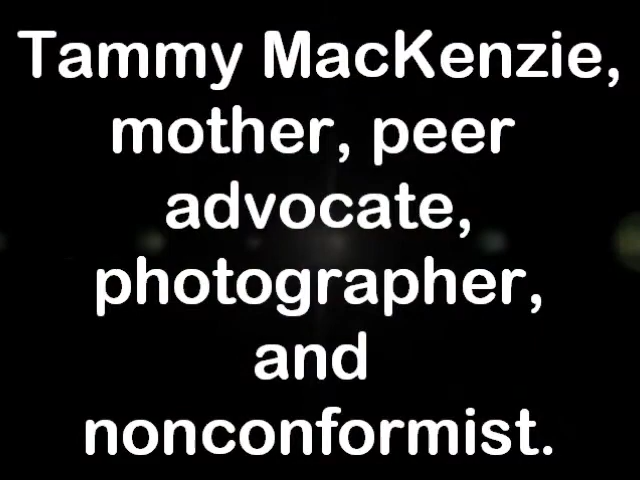 Tammy MacKenzie,
mother, peer
advocate,
photographer,
and
nonconformist.